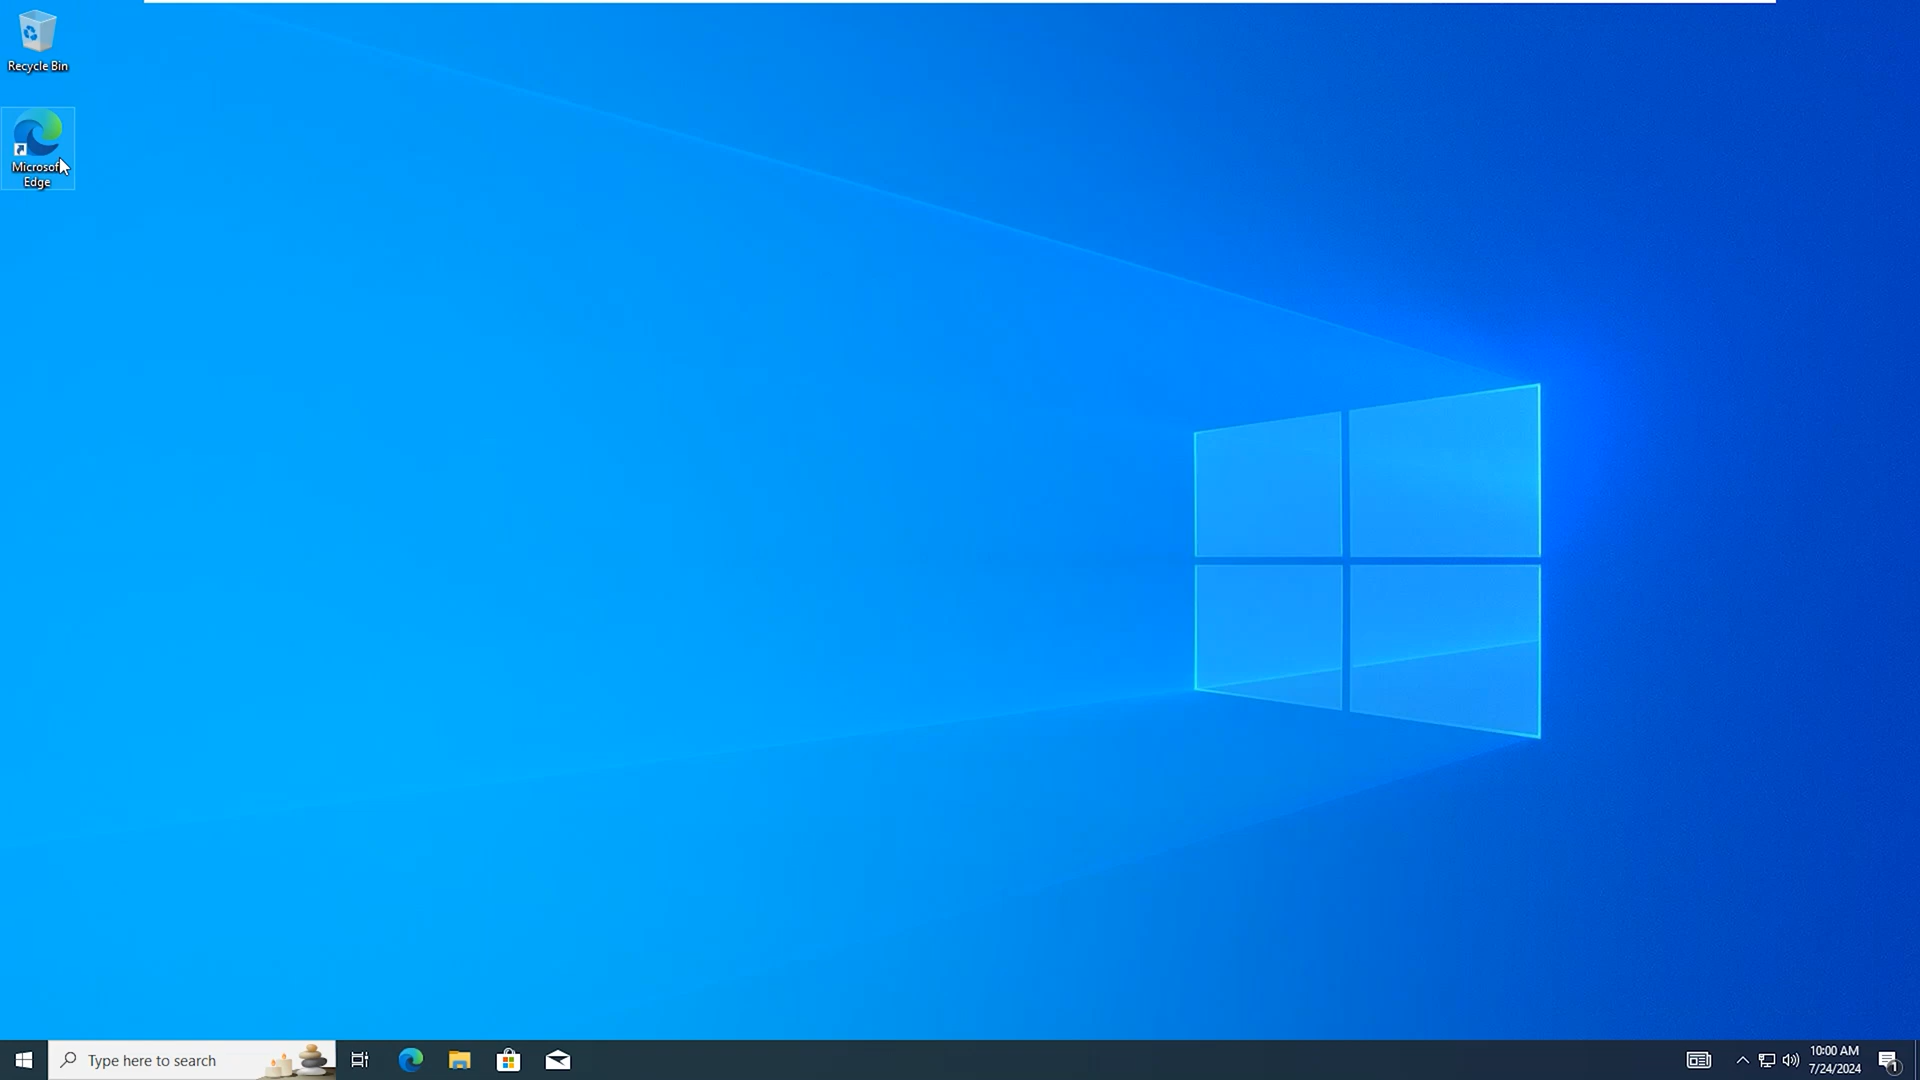 Recycle Bin
Microsoft
Edge
Type here to search
10:00 AM
7/24/2024
1